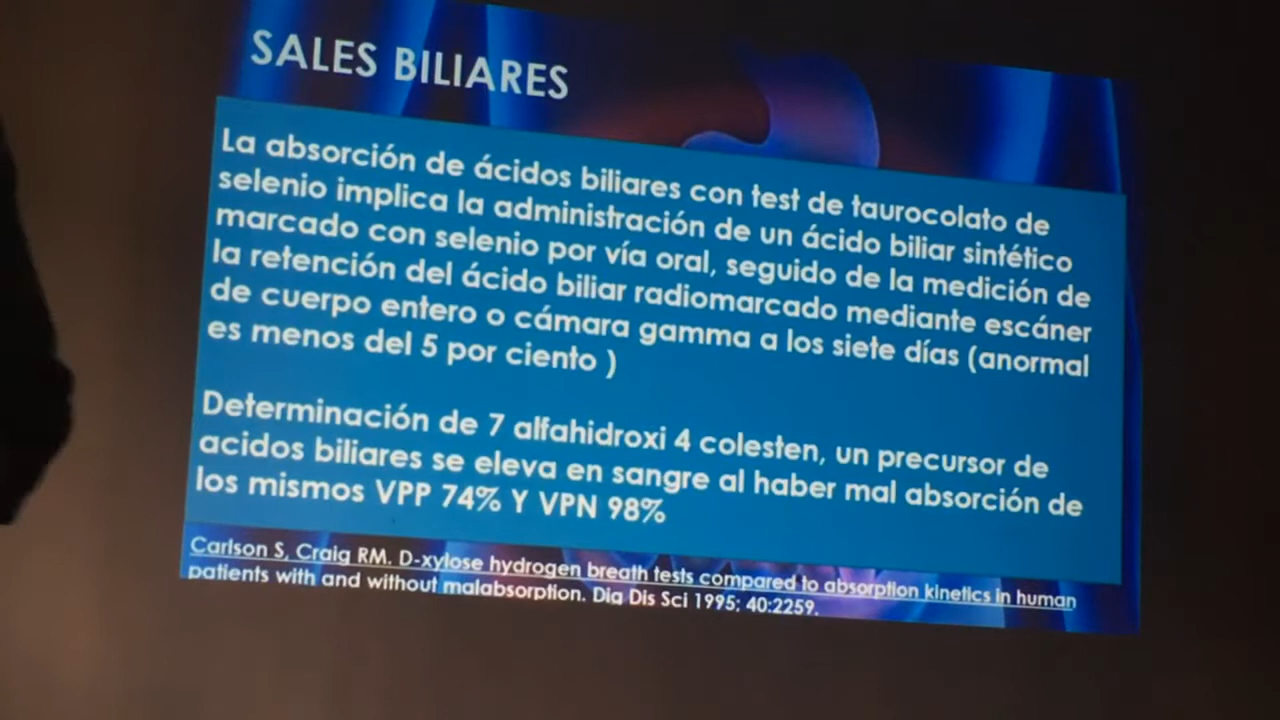 SALES BILIARES
La absorción de ácidos biliares con test de taurocolato de
selenio implica la administración de un ácido biliar sintético
marcado con selenio por vía oral, seguido de la medición de
la retención del ácido biliar radiomarcado mediante escáner
de cuerpo entero o cámara gamma a los siete días (anormal
es menos del 5 por ciento )
Determinación de 7 alfahidroxi 4 colesten, un precursor de
acidos biliares se eleva en sangre al haber mal absorción de
los mismos VPP 74% Y VPN 98%
Carlson S, Craig RM. D-xylose hydrogen breath tests compared to absorption kinetics in human
patients with and without malabsorption. Dig Dis Sci 1995; 40:2259.